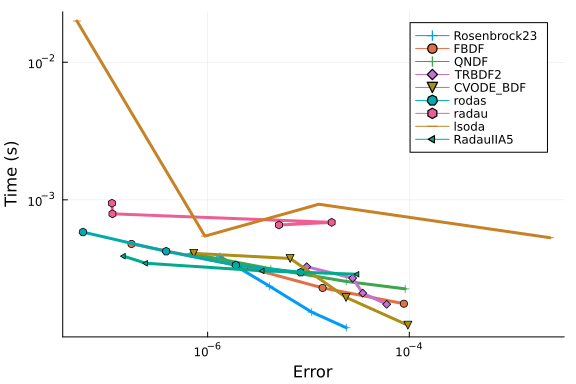 Time (s)
10⁻²
10⁻³
10⁻⁶
10⁻⁴
Error
Rosenbrock23
FBDF
QNDF
TRBDF2
CVODE_BDF
rodas
radau
lsoda
RadauIIA5